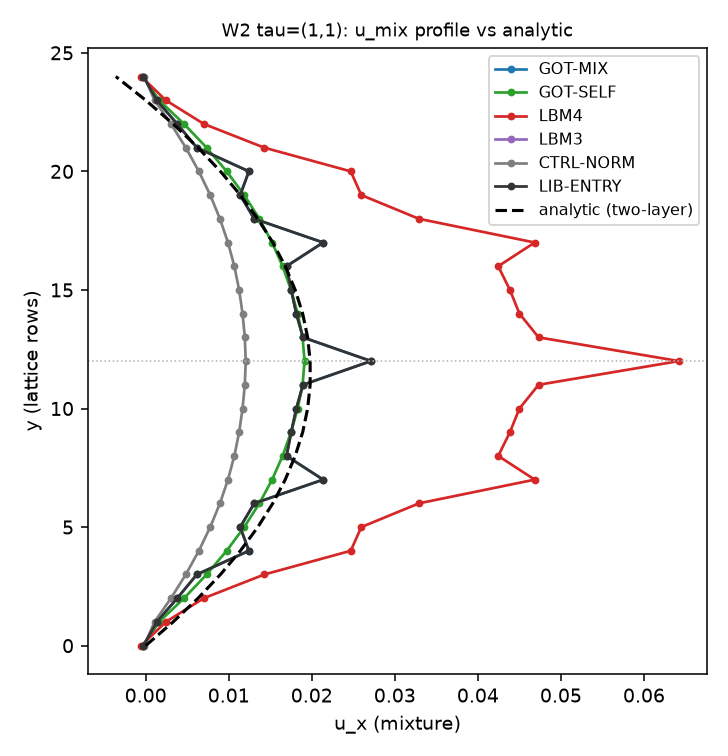 W2 tau=(1,1): u_mix profile vs analytic
GOT-MIX
GOT-SELF
LBM4
LBM3
CTRL-NORM
LIB-ENTRY
analytic (two-layer)
25
20
15
10
5
0
y (lattice rows)
0.00 0.01 0.02 0.03 0.04 0.05 0.06
u_x (mixture)